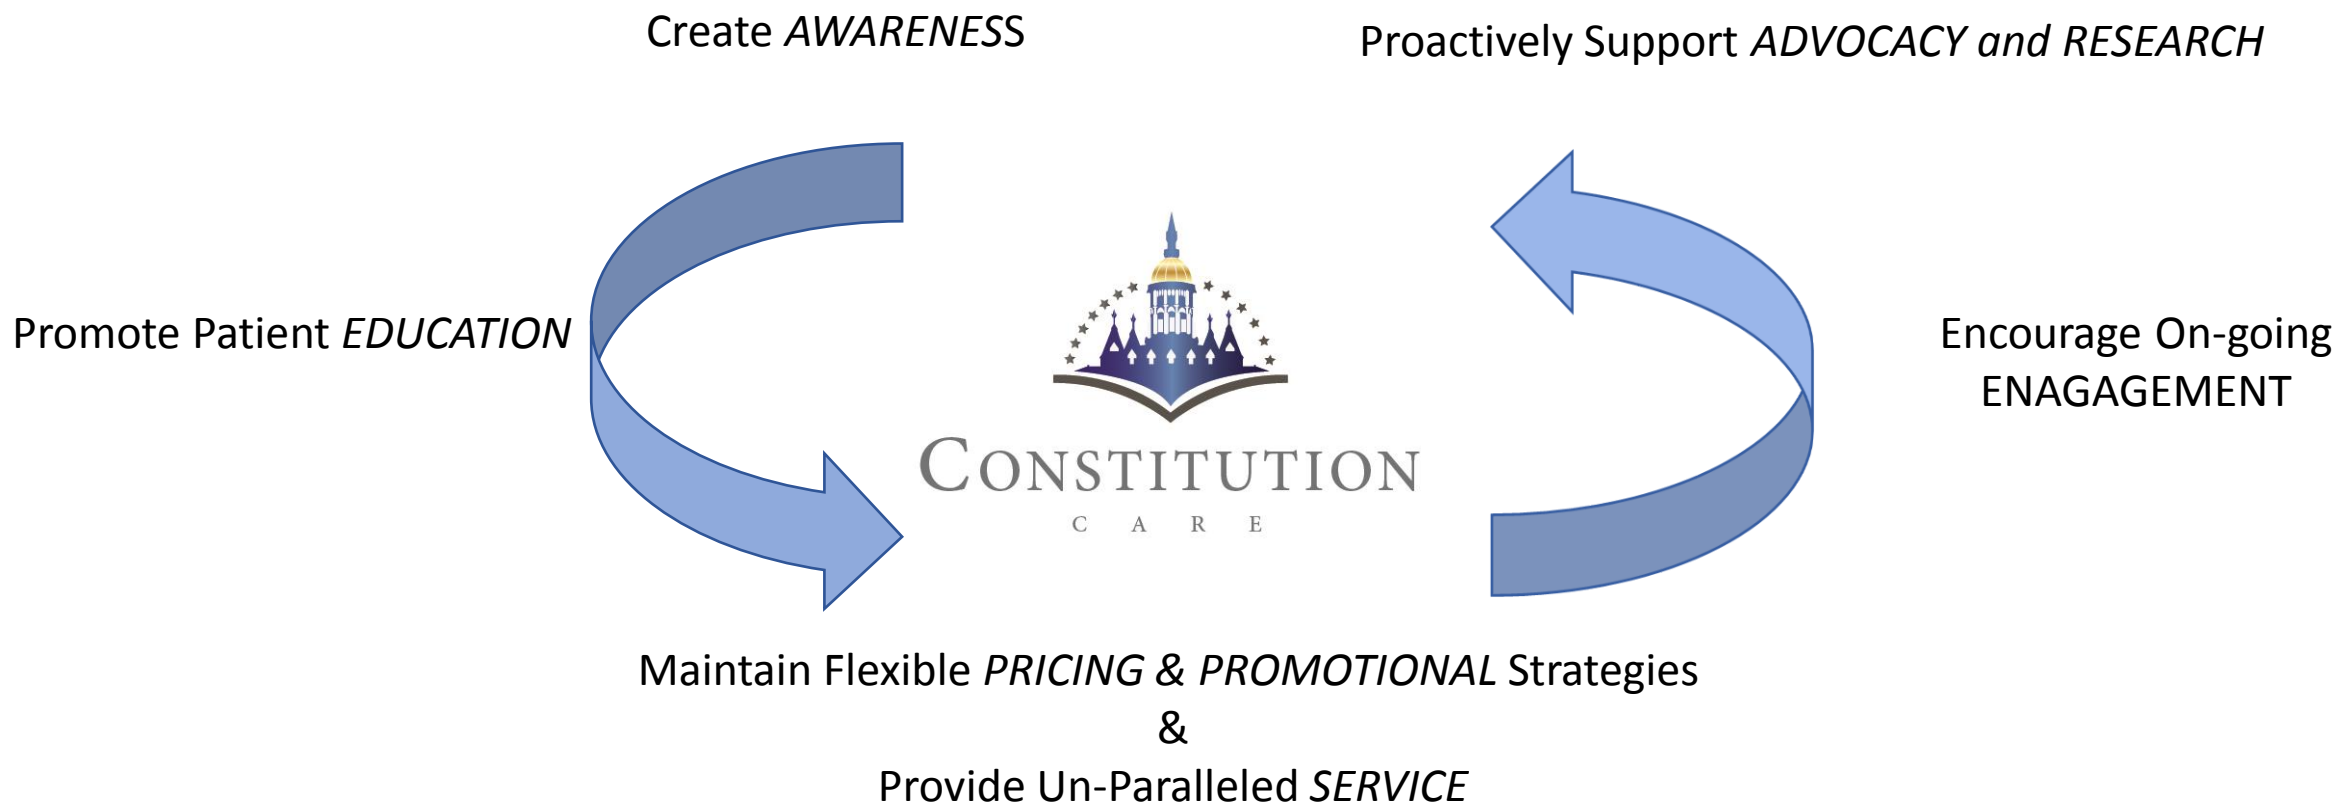 Create AWARENESS
Proactively Support ADVOCACY and RESEARCH
Promote Patient EDUCATION
CONSTITUTION
CARE
Encourage On-going
ENAGAGEMENT
Maintain Flexible PRICING & PROMOTIONAL Strategies
&
Provide Un-Paralleled SERVICE